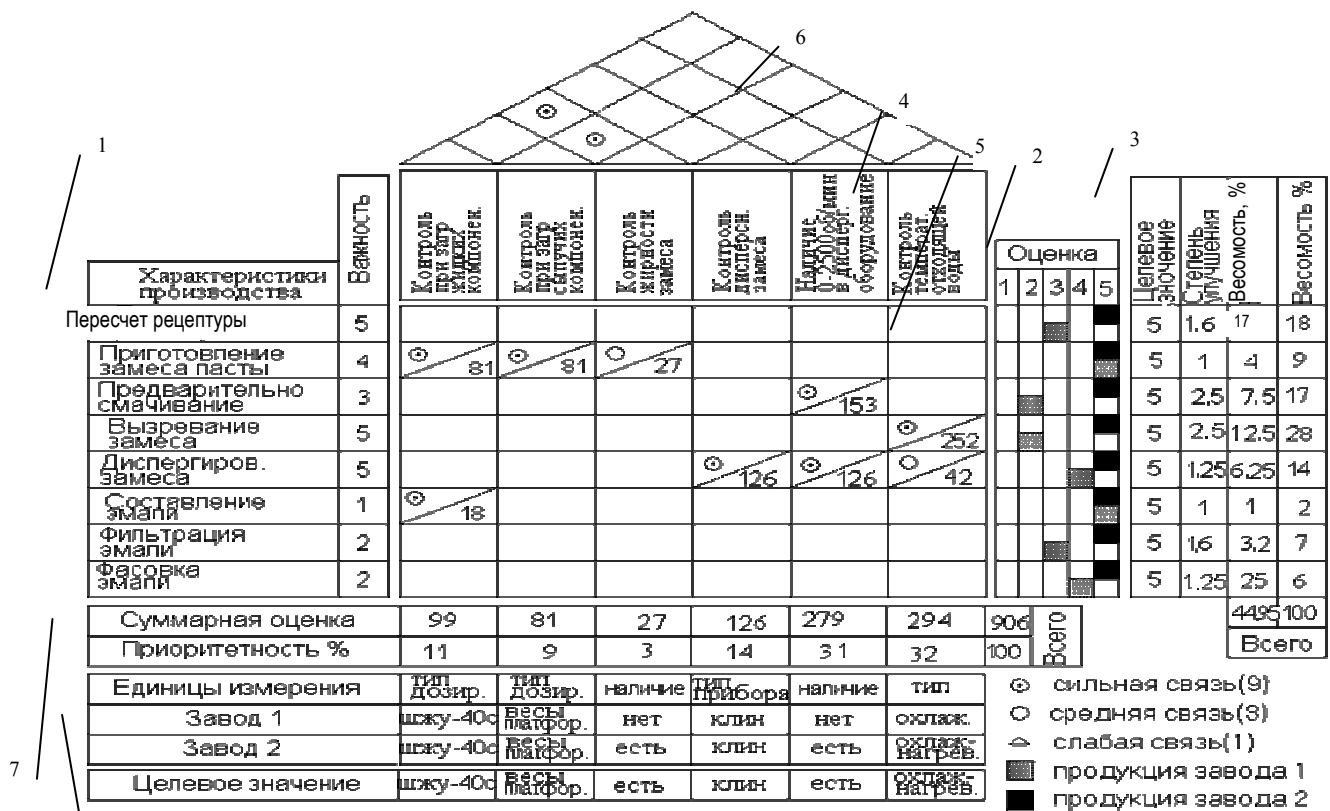 6
4
1
5
2
3
Характеристики
производства
Важность
Контроль
при загр
жидких
компонен.
Контроль
при загр
сыпучих
компонен.
Контроль
жирности
замеса
Контроль
дисперсн.
замеса
Наличие
0-2500об/мин
в дисперг.
оборудование
Контроль
температ.
отходящей
воды
Оценка
1 2 3 4 5
Целевое
значение
Степень
улучшения
Весомость, %
Весомость %
Пересчет рецептуры 5 5 1.6 17 18
Приготовление
замеса пасты 4 81 81 27 5 1 4 9
Предварительно
смачивание 3 153 5 2,5 7,5 17
Вызревание
замеса 5 252 5 2.5 12.5 28
Диспергиров.
замеса 5 126 126 42 5 1.25 6.25 14
Составление
эмали 1 18 5 1 1 2
Фильтрация
эмали 2 5 1,6 3,2 7
Фасовка
эмали 2 5 1.25 25 6
Суммарная оценка 99 81 27 126 279 294 906
4495 100
Приоритетность % 11 9 3 14 31 32 100
Всего
Всего
Единицы измерения тип дозир. тип дозир. наличие тип прибора наличие тип
Завод 1 шжу-40с весы платфор. нет клин нет охлаж.
Завод 2 шжу-40с весы платфор. есть клин есть охлаж-нагрев.
Целевое значение шжу-40с весы платфор. есть клин есть охлаж-нагрев.
7
сильная связь(9)
средняя связь(3)
слабая связь(1)
продукция завода 1
продукция завода 2